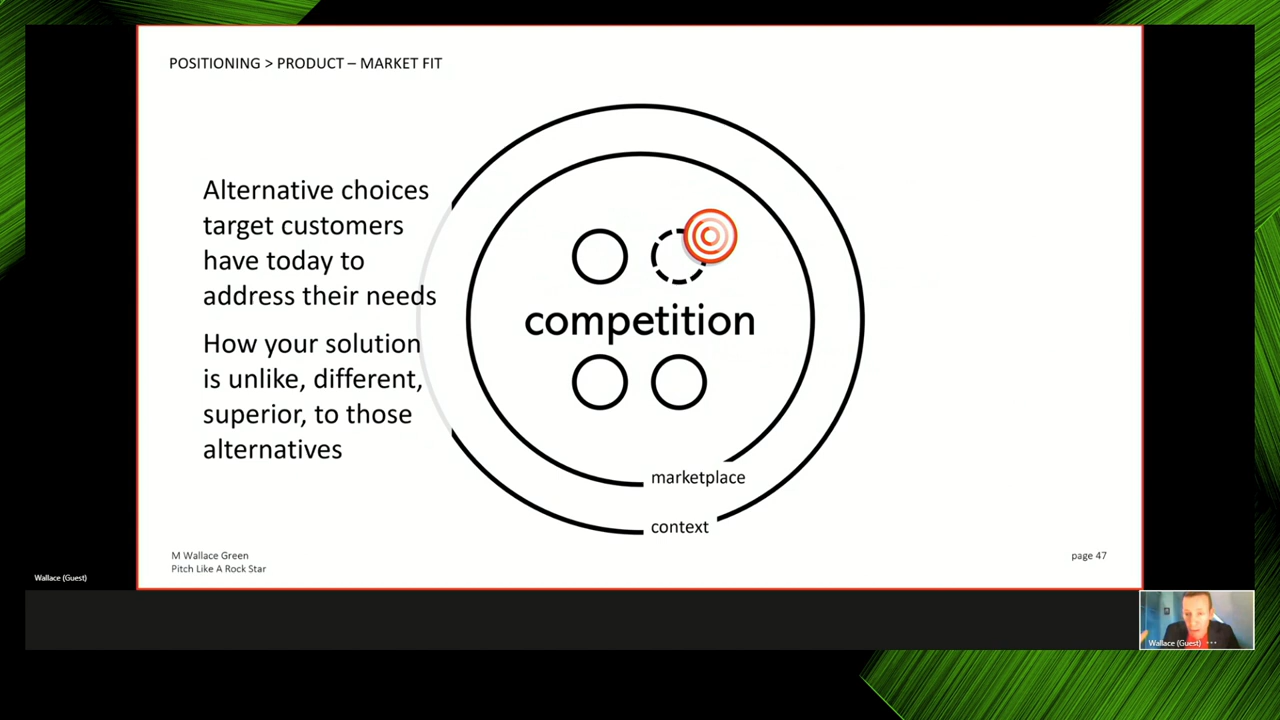 POSITIONING > PRODUCT – MARKET FIT
Alternative choices
target customers
have today to
address their needs
How your solution
is unlike, different,
superior, to those
alternatives
competition
marketplace
context
M Wallace Green
Pitch Like A Rock Star
page 47
Wallace (Guest)
Wallace (Guest)